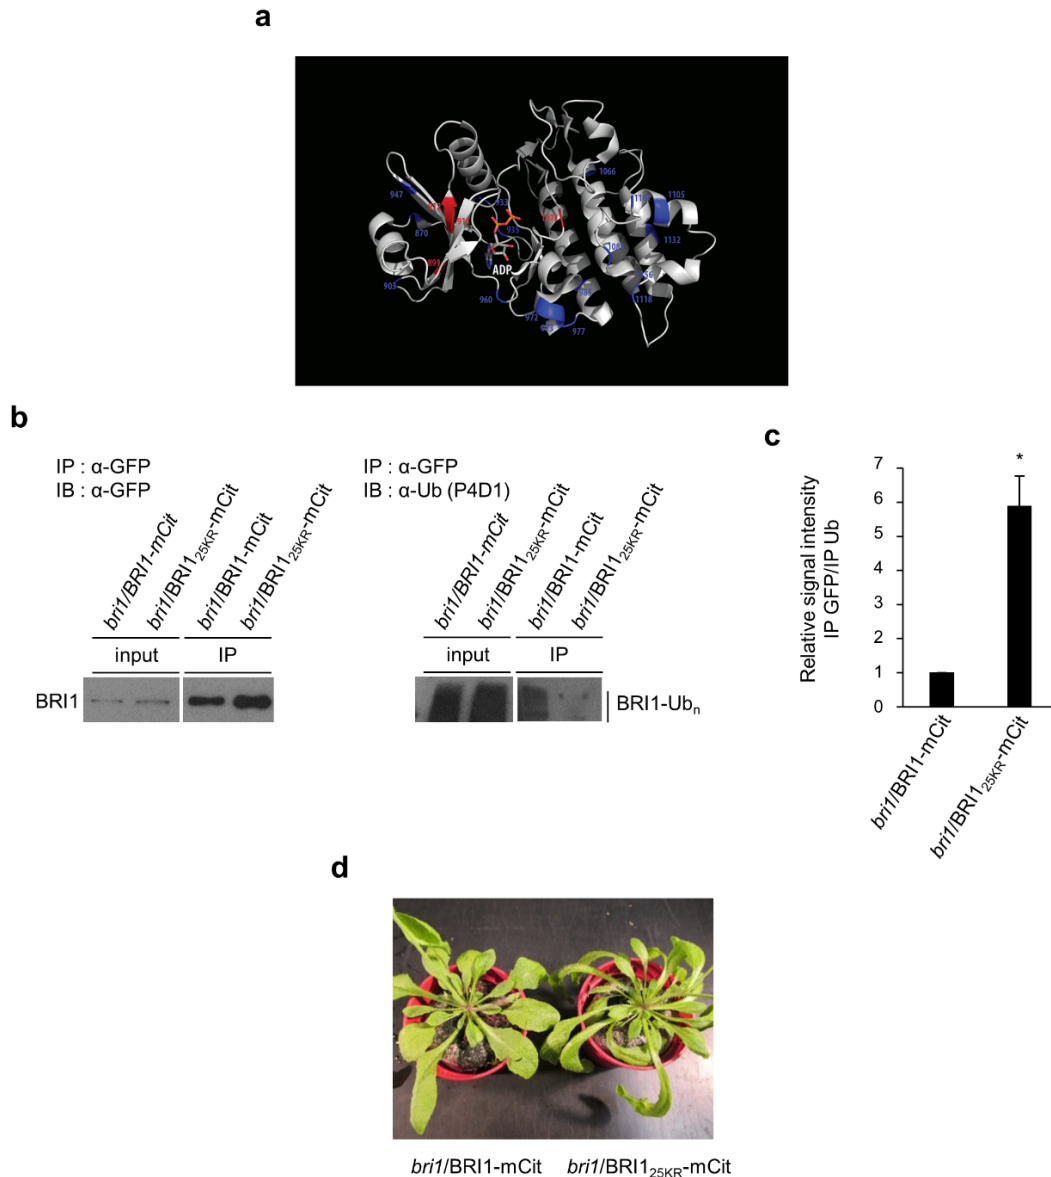 a
947
933
1066
1105
870
935
1132
899
903
ADP
960
972
977
1118
b
IP : α-GFP
IB : α-GFP
bri1/BRI1-mCit
bri1/BRI1₂₅KR-mCit
bri1/BRI1-mCit
bri1/BRI1₂₅KR-mCit
input
IP
BRI1
IP : α-GFP
IB : α-Ub (P4D1)
bri1/BRI1-mCit
bri1/BRI1₂₅KR-mCit
bri1/BRI1-mCit
bri1/BRI1₂₅KR-mCit
input
IP
BRI1-Ubn
c
Relative signal intensity
IP GFP/IP Ub
7
6
5
4
3
2
1
0
*
bri1/BRI1-mCit
bri1/BRI1₂₅KR-mCit
d
bri1/BRI1-mCit
bri1/BRI1₂₅KR-mCit